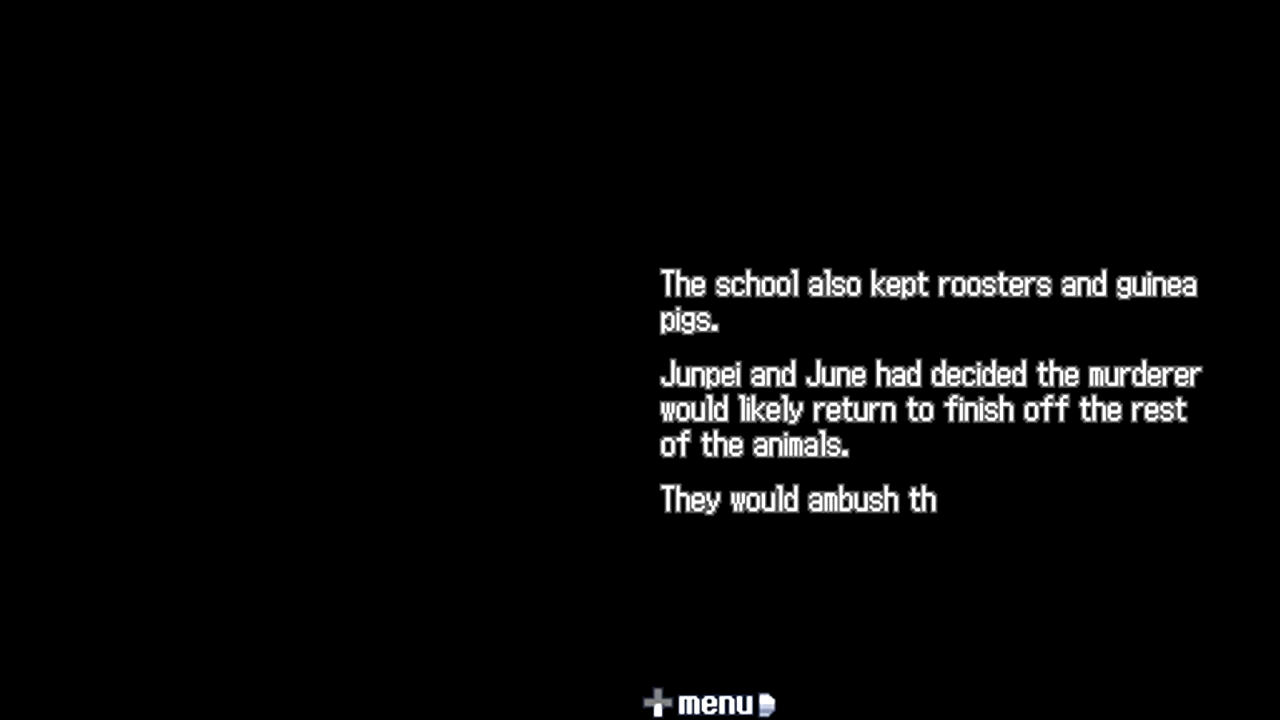 The school also kept roosters and guinea
pigs.
Junpei and June had decided the murderer
would likely return to finish off the rest
of the animals.
They would ambush th
menu